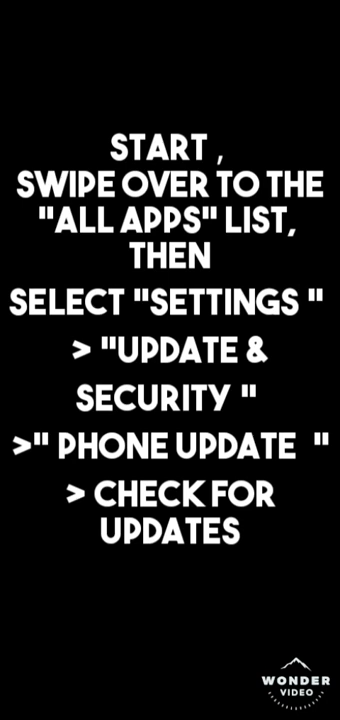 START ,
SWIPE OVER TO THE
"ALL APPS" LIST,
THEN
SELECT "SETTINGS "
> "UPDATE &
SECURITY "
>" PHONE UPDATE  "
> CHECK FOR
UPDATES
WONDER
VIDEO